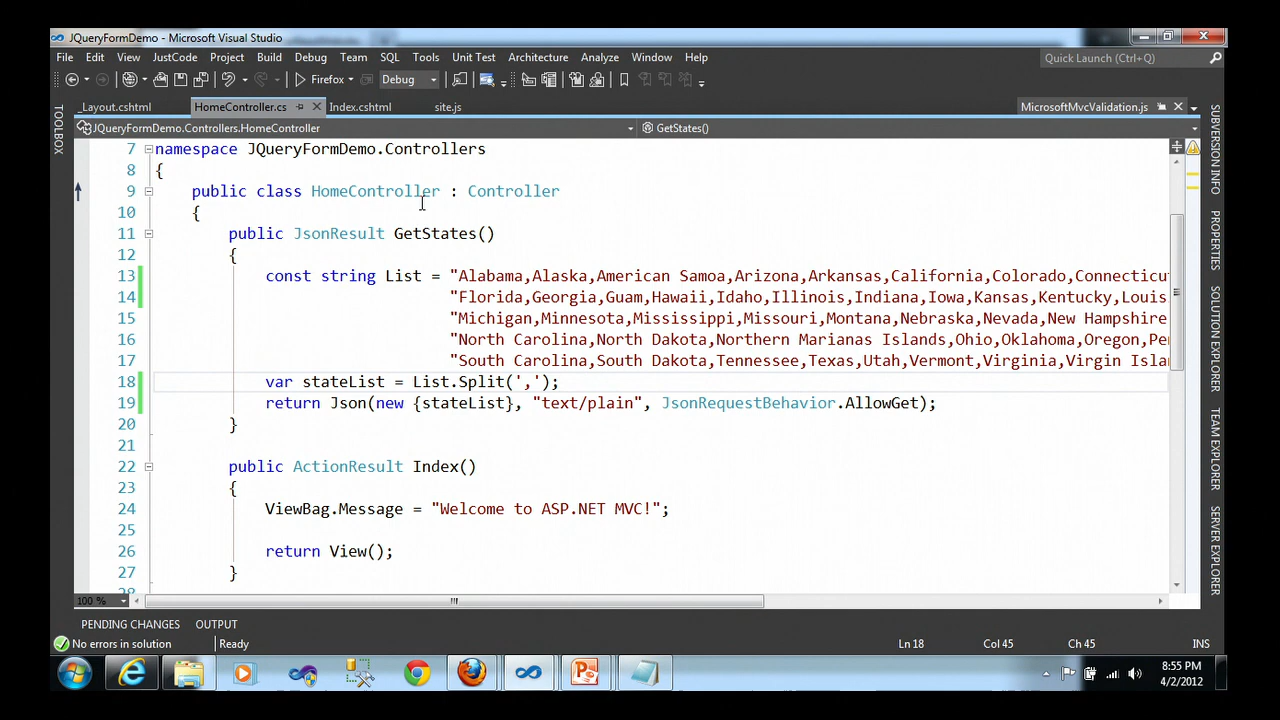 JQueryFormDemo - Microsoft Visual Studio
File Edit View JustCode Project Build Debug Team SQL Tools Unit Test Architecture Analyze Window Help
Quick Launch (Ctrl+Q)
Firefox Debug
_Layout.cshtml HomeController.cs Index.cshtml site.js MicrosoftMvcValidation.js
JQueryFormDemo.Controllers.HomeController GetStates()
7 namespace JQueryFormDemo.Controllers
8 {
9 public class HomeController : Controller
10 {
11 public JsonResult GetStates()
12 {
13 const string List = "Alabama,Alaska,American Samoa,Arizona,Arkansas,California,Colorado,Connecticu
14 "Florida,Georgia,Guam,Hawaii,Idaho,Illinois,Indiana,Iowa,Kansas,Kentucky,Louis
15 "Michigan,Minnesota,Mississippi,Missouri,Montana,Nebraska,Nevada,New Hampshire
16 "North Carolina,North Dakota,Northern Marianas Islands,Ohio,Oklahoma,Oregon,Pe
17 "South Carolina,South Dakota,Tennessee,Texas,Utah,Vermont,Virginia,Virgin Isla
18 var stateList = List.Split(',');
19 return Json(new {stateList}, "text/plain", JsonRequestBehavior.AllowGet);
20 }
21
22 public ActionResult Index()
23 {
24 ViewBag.Message = "Welcome to ASP.NET MVC!";
25
26 return View();
27 }
100 %
TOOLBOX
SUBVERSION INFO
PROPERTIES
SOLUTION EXPLORER
TEAM EXPLORER
SERVER EXPLORER
PENDING CHANGES OUTPUT
No errors in solution Ready Ln 18 Col 45 Ch 45 INS
8:55 PM
4/2/2012